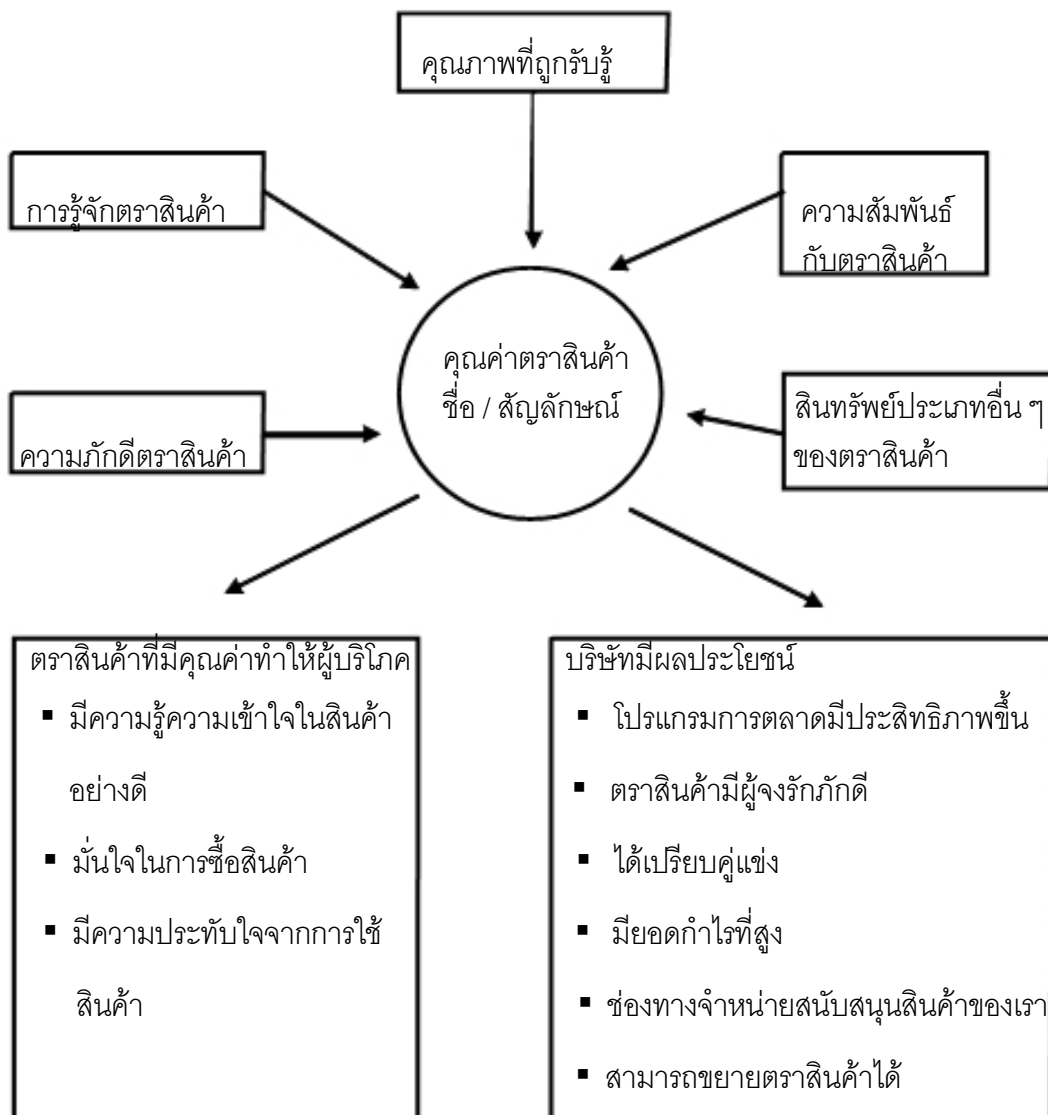 คุณภาพที่ถูกรับรู้
การรู้จักตราสินค้า
ความสัมพันธ์
กับตราสินค้า
คุณค่าตราสินค้า
ชื่อ / สัญลักษณ์
ความภักดีตราสินค้า
สินทรัพย์ประเภทอื่น ๆ
ของตราสินค้า
ตราสินค้าที่มีคุณค่าทำให้ผู้บริโภค
▪ มีความรู้ความเข้าใจในสินค้า
อย่างดี
▪ มั่นใจในการซื้อสินค้า
▪ มีความประทับใจจากการใช้
สินค้า
บริษัทมีผลประโยชน์
▪ โปรแกรมการตลาดมีประสิทธิภาพขึ้น
▪ ตราสินค้ามีผู้จงรักภักดี
▪ ได้เปรียบคู่แข่ง
▪ มียอดกำไรที่สูง
▪ ช่องทางจำหน่ายสนับสนุนสินค้าของเรา
▪ สามารถขยายตราสินค้าได้